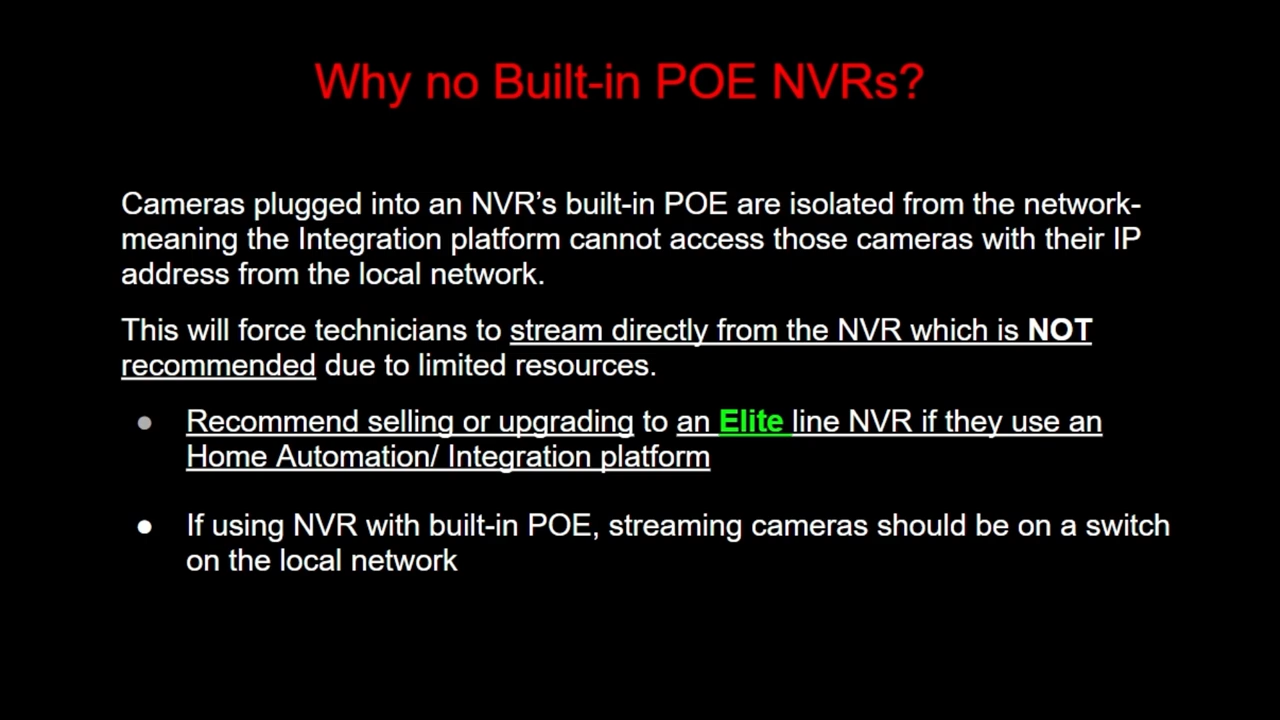 Why no Built-in POE NVRs?
Cameras plugged into an NVR’s built-in POE are isolated from the network-
meaning the Integration platform cannot access those cameras with their IP
address from the local network.
This will force technicians to stream directly from the NVR which is NOT
recommended due to limited resources.
● Recommend selling or upgrading to an Elite line NVR if they use an
Home Automation/ Integration platform
● If using NVR with built-in POE, streaming cameras should be on a switch
on the local network